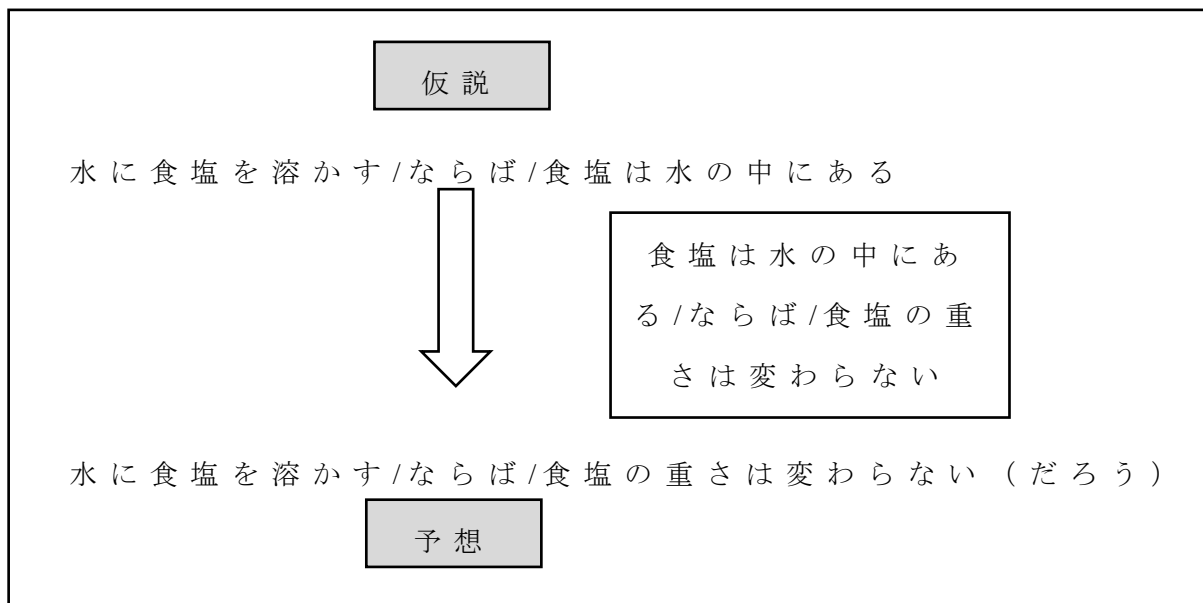 仮説
水に食塩を溶かす/ならば/食塩は水の中にある
食塩は水の中にあ
る/ならば/食塩の重
さは変わらない
水に食塩を溶かす/ならば/食塩の重さは変わらない(だろう)
予想